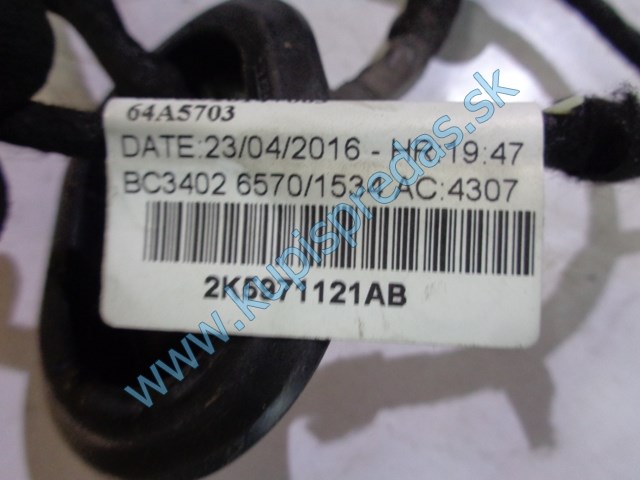 64A5703
DATE:23/04/2016 - HR:19:47
BC3402 6570/1534 AC:4307
2K5971121AB
www.kupispredas.sk